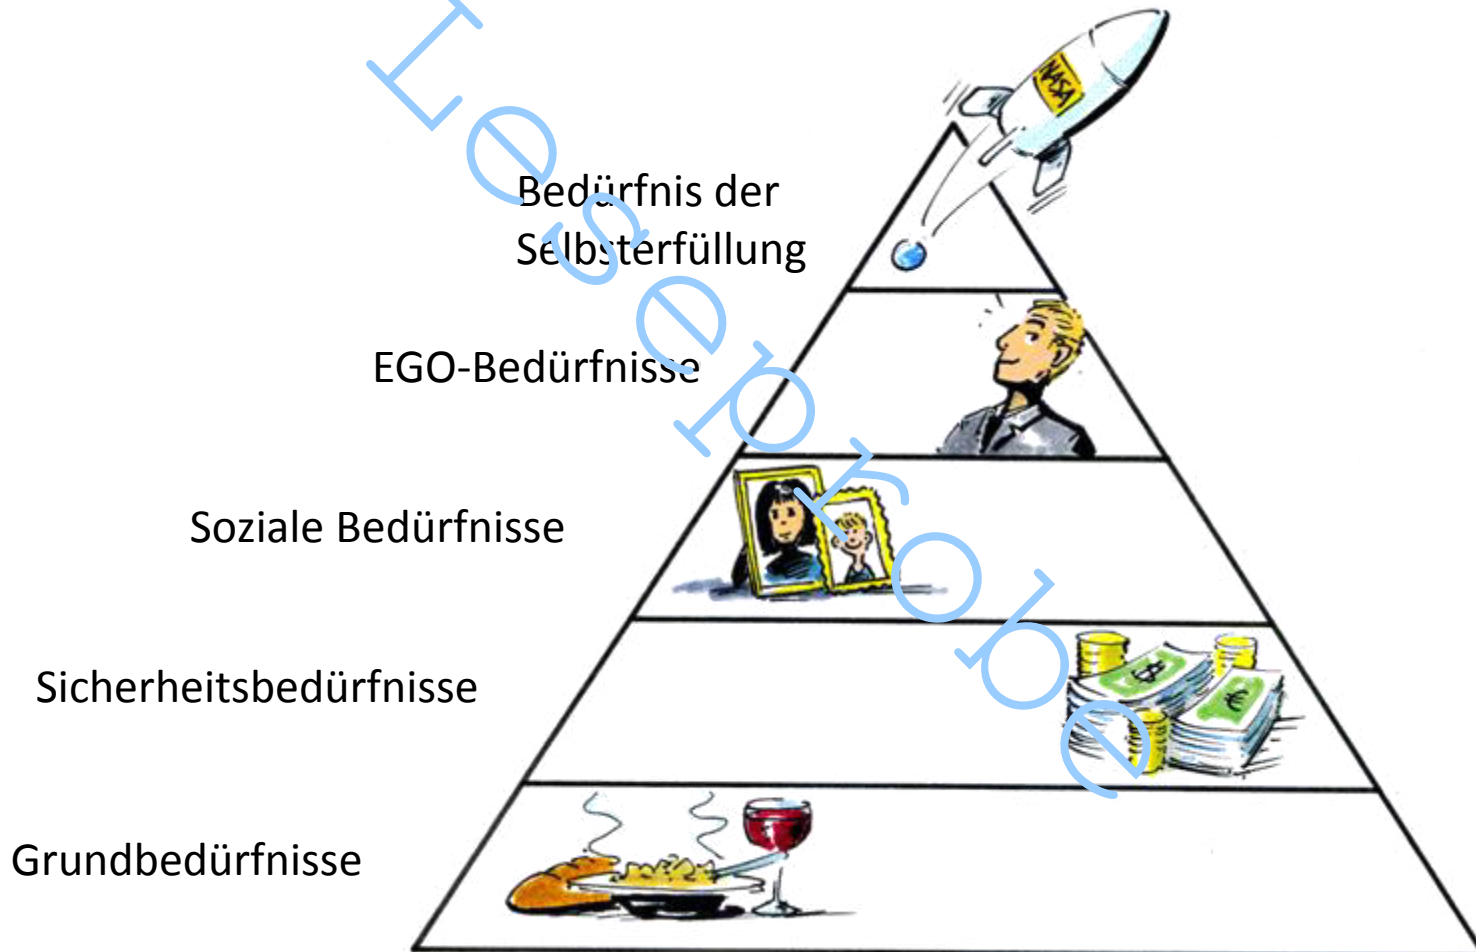 NASA
Bedürfnis der
Selbsterfüllung
EGO-Bedürfnisse
Soziale Bedürfnisse
Sicherheitsbedürfnisse
$
€
Grundbedürfnisse
Leseprobe